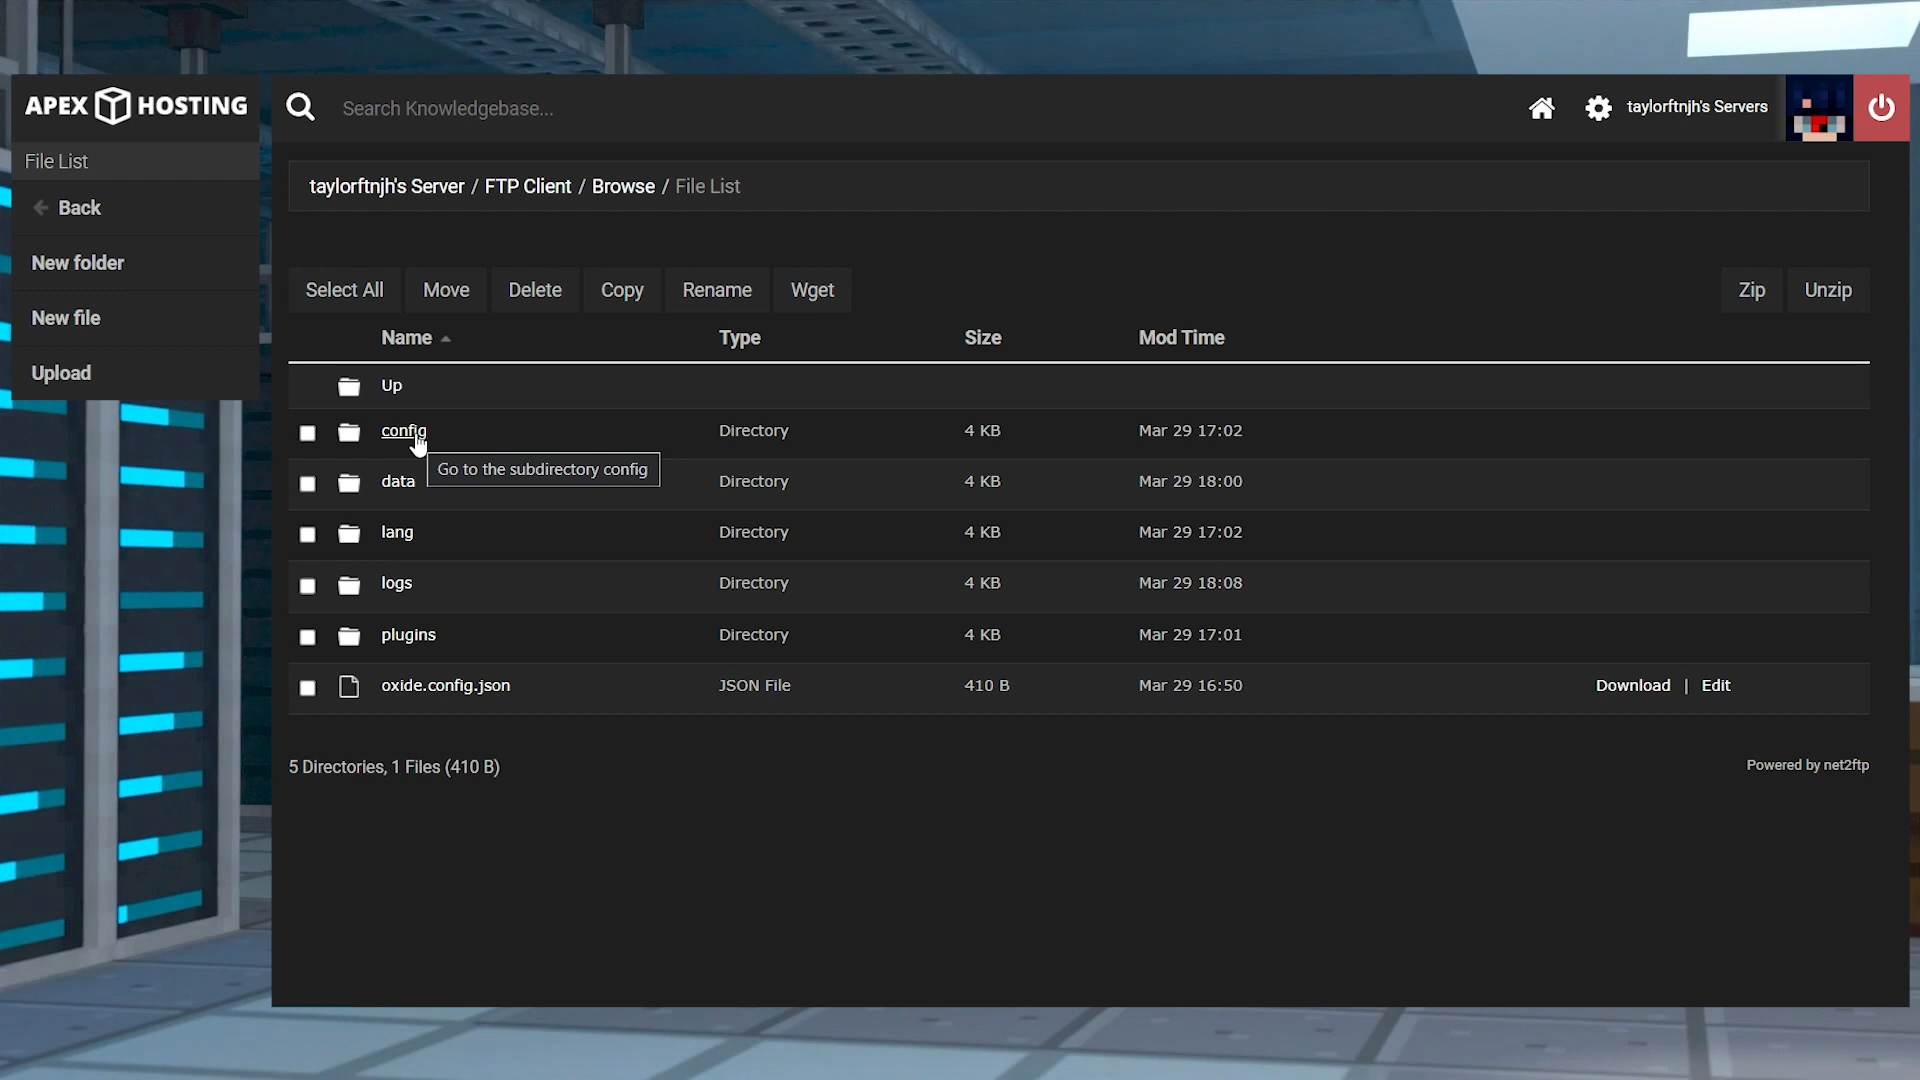 APEX HOSTING
Search Knowledgebase...
taylorftnjh's Servers
File List
Back
New folder
New file
Upload
taylorftnjh's Server / FTP Client / Browse / File List
Select All Move Delete Copy Rename Wget Zip Unzip
Name Type Size Mod Time
Up
config Directory 4 KB Mar 29 17:02
Go to the subdirectory config
data Directory 4 KB Mar 29 18:00
lang Directory 4 KB Mar 29 17:02
logs Directory 4 KB Mar 29 18:08
plugins Directory 4 KB Mar 29 17:01
oxide.config.json JSON File 410 B Mar 29 16:50 Download | Edit
5 Directories, 1 Files (410 B)
Powered by net2ftp